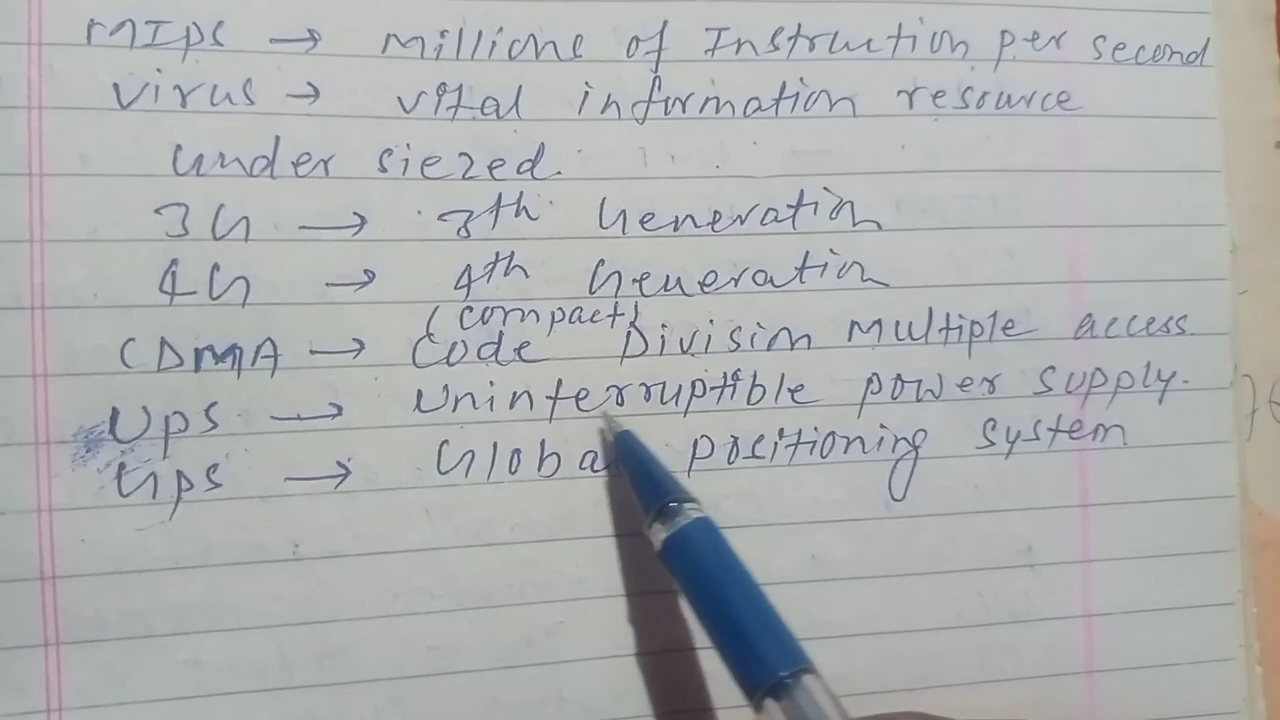 MIPS → Millions of Instruction per second
Virus → vital information resource
under siezed.
3G → 3th Generation
4G → 4th Generation
(compact)
CDMA → Code Division Multiple access
UPS → Uninterruptible power supply.
GPS → Global positioning system